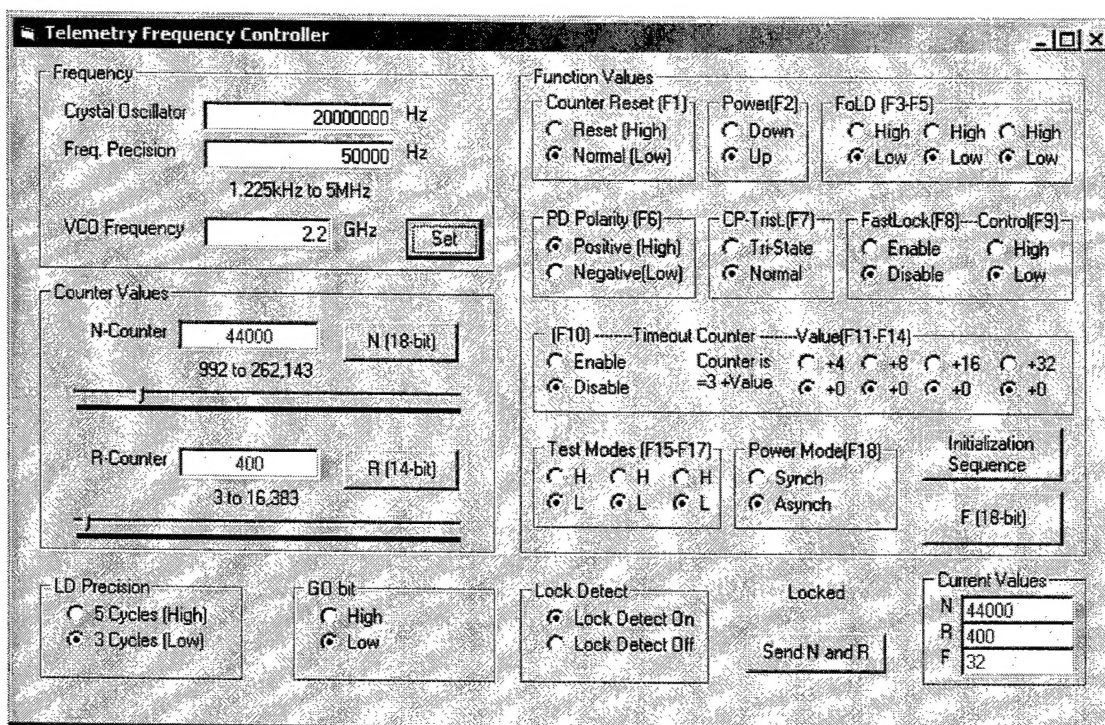 Telemetry Frequency Controller
Frequency
Crystal Oscillator 20000000 Hz
Freq. Precision 50000 Hz
1.225kHz to 5MHz
VCO Frequency 2.2 GHz Set
Counter Values
N-Counter 44000 N (18-bit)
992 to 262,143
R-Counter 400 R (14-bit)
3 to 16,383
Function Values
Counter Reset (F1) Power(F2) FoLD (F3-F5)
Reset (High) Down High High High
Normal (Low) Up Low Low Low
PD Polarity (F6) CP-Trist.(F7) FastLock(F8)---Control(F9)
Positive (High) Tri-State Enable High
Negative(Low) Normal Disable Low
(F10) -------Timeout Counter -------Value(F11-F14)
Enable Counter is +4 +8 +16 +32
Disable =3 +Value +0 +0 +0 +0
Test Modes (F15-F17) Power Mode(F18) Initialization
H H H Synch Sequence
L L L Asynch F (18-bit)
LD Precision GO bit Lock Detect Locked Current Values
5 Cycles (High) High Lock Detect On N 44000
3 Cycles (Low) Low Lock Detect Off Send N and R R 400
F 32